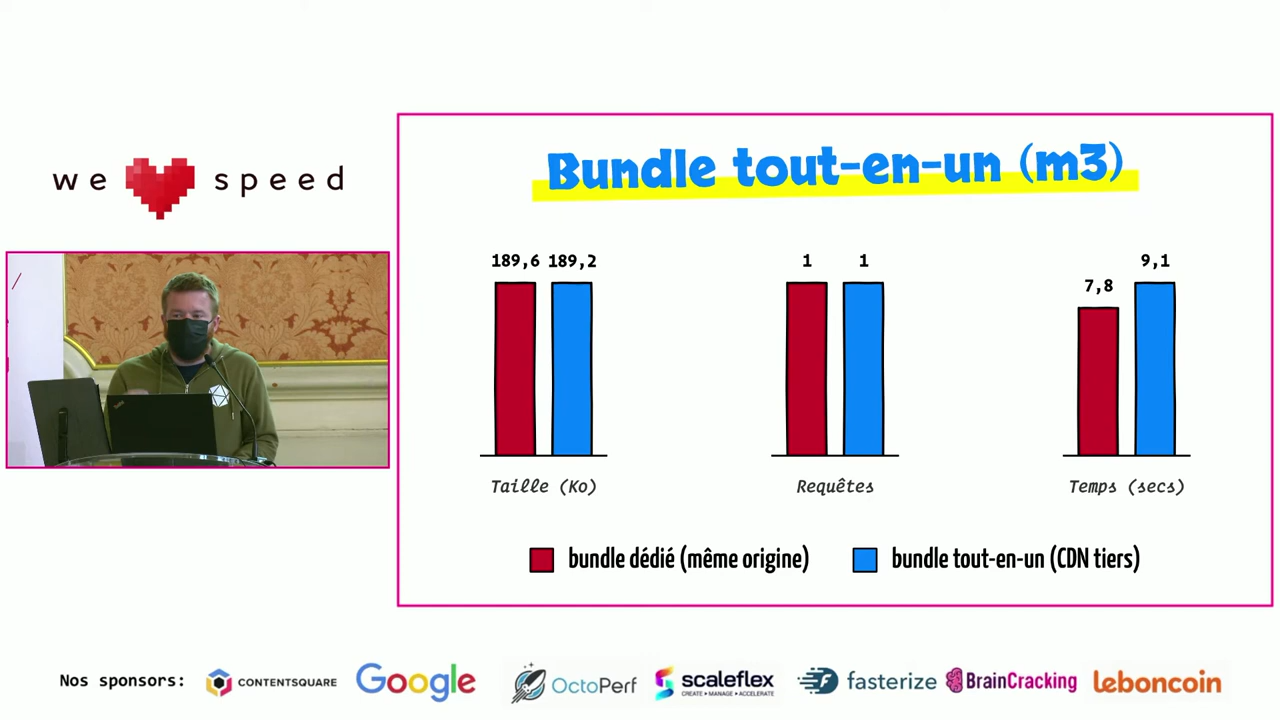 we speed
Bundle tout-en-un (m3)
189,6 189,2
1 1
7,8 9,1
Taille (Ko)
Requêtes
Temps (secs)
bundle dédié (même origine)
bundle tout-en-un (CDN tiers)
Nos sponsors:
CONTENTSQUARE
Google
OctoPerf
scaleflex
CREATE • MANAGE • ACCELERATE
fasterize
BrainCracking
leboncoin